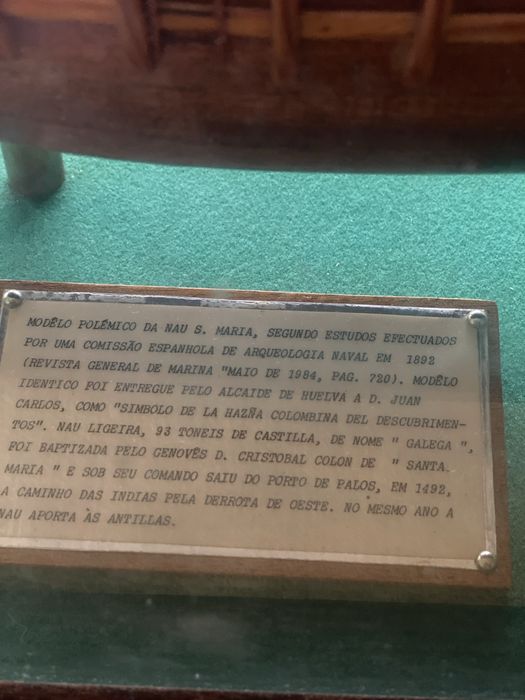 MODÊLO POLÉMICO DA NAU S. MARIA, SEGUNDO ESTUDOS EFECTUADOS
POR UMA COMISSÃO ESPANHOLA DE ARQUEOLOGIA NAVAL EM 1892
(REVISTA GENERAL DE MARINA "MAIO DE 1984, PAG. 720). MODÊLO
IDENTICO FOI ENTREGUE PELO ALCAIDE DE HUELVA A D. JUAN
CARLOS, COMO "SIMBOLO DE LA HAZÑA COLOMBINA DEL DESCUBRIMEN-
TOS". NAU LIGEIRA, 93 TONEIS DE CASTILLA, DE NOME " GALEGA ",
FOI BAPTIZADA PELO GENOVÊS D. CRISTOBAL COLON DE " SANTA
MARIA " E SOB SEU COMANDO SAIU DO PORTO DE PALOS, EM 1492,
A CAMINHO DAS INDIAS PELA DERROTA DE OESTE. NO MESMO ANO A
NAU APORTA ÀS ANTILLAS.